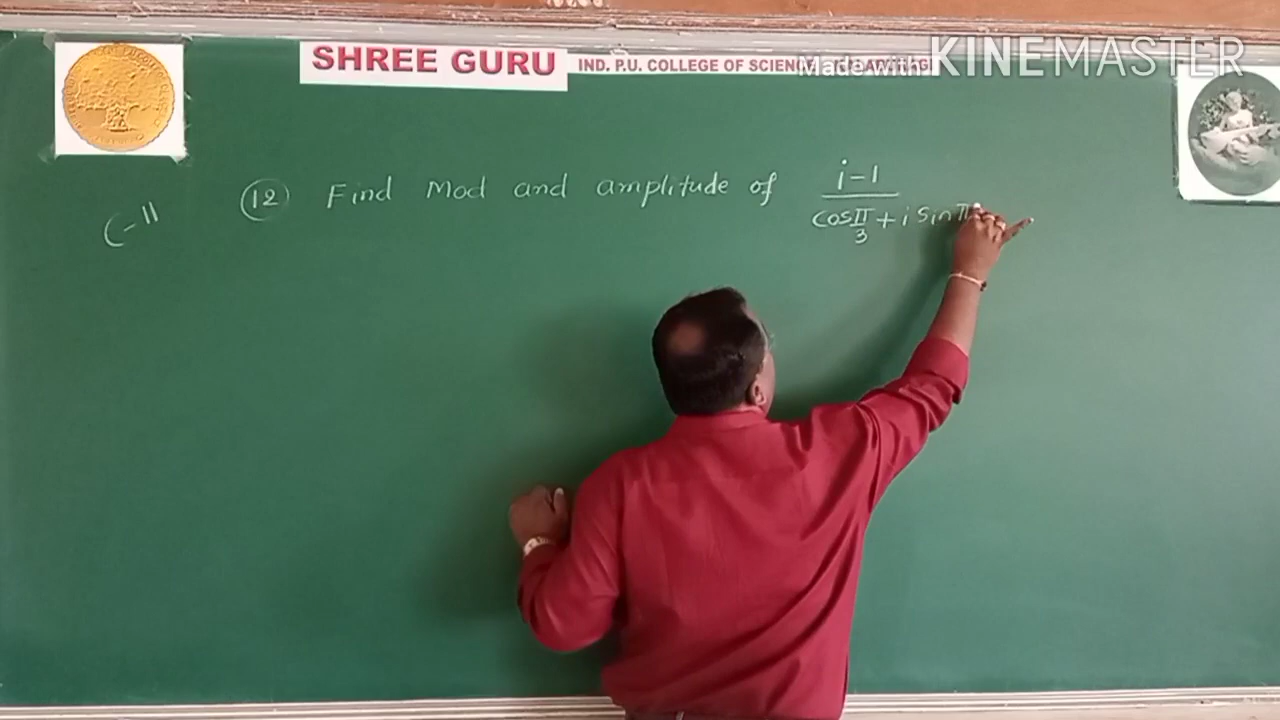 SHREE GURU IND. P.U. COLLEGE OF SCIENCE
Made with KINEMASTER
C-11
(12) Find Mod and amplitude of i-1 / cos π/3 + i sin π